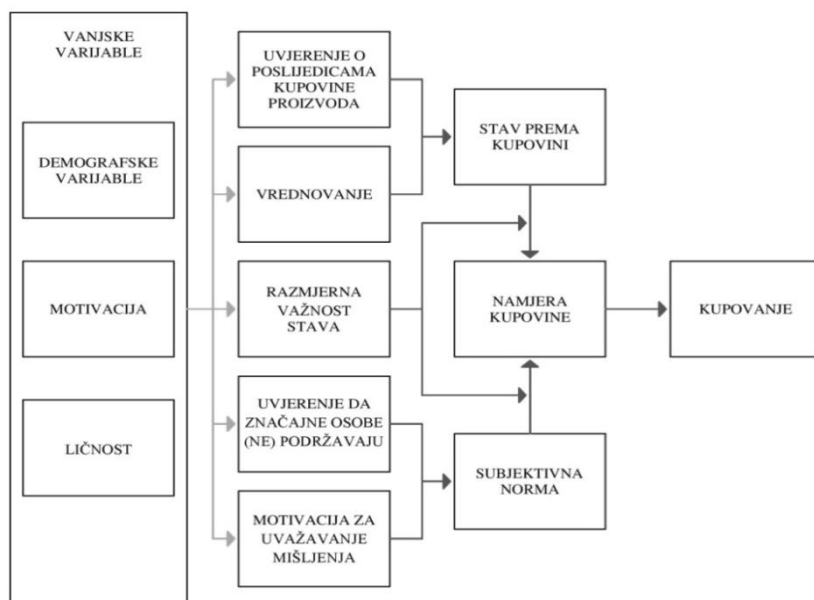 VANJSKE
VARIJABLE
DEMOGRAFSKE
VARIJABLE
MOTIVACIJA
LIČNOST
UVJERENJE O
POSLIJEDICAMA
KUPOVINE
PROIZVODA
VREDNOVANJE
RAZMJERNA
VAŽNOST
STAVA
UVJERENJE DA
ZNAČAJNE OSOBE
(NE) PODRŽAVAJU
MOTIVACIJA ZA
UVAŽAVANJE
MIŠLJENJA
STAV PREMA
KUPOVINI
NAMJERA
KUPOVINE
SUBJEKTIVNA
NORMA
KUPOVANJE